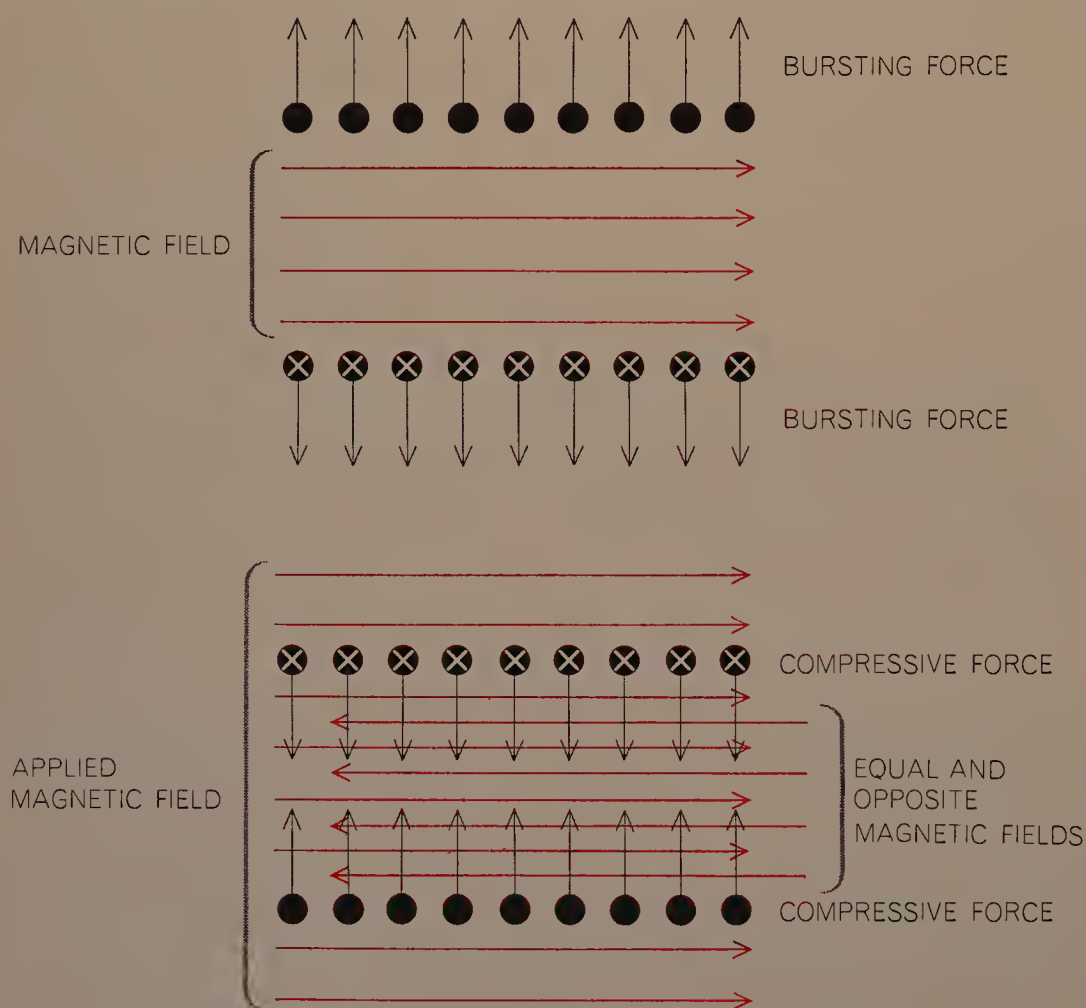 BURSTING FORCE
MAGNETIC FIELD
BURSTING FORCE
COMPRESSIVE FORCE
APPLIED
MAGNETIC FIELD
EQUAL AND
OPPOSITE
MAGNETIC FIELDS
COMPRESSIVE FORCE